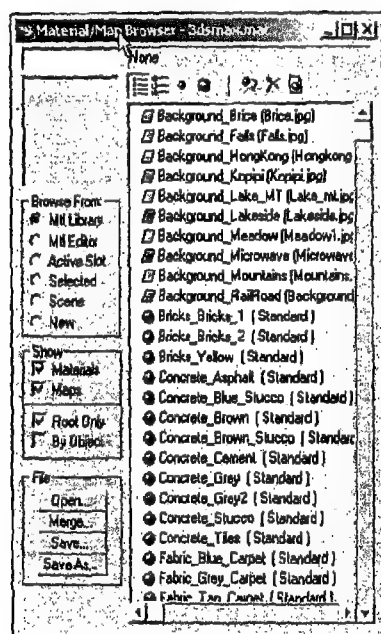 Material/Map Browser - 3dsmax.mat
None
Background_Brice (Brice.jpg)
Background_Falls (Falls.jpg)
Background_HongKong (Hongkong
Background_Kopipi (Kopipi.jpg)
Background_Lake_MT (Lake_mt.jpg
Background_Lakeside (Lakeside.jpg
Background_Meadow (Meadow1.jpg
Background_Microwave (Microwave
Background_Mountains (Mountains.
Background_RailRoad (Background
Bricks_Bricks_1 ( Standard )
Bricks_Bricks_2 ( Standard )
Bricks_Yellow ( Standard )
Concrete_Asphalt ( Standard )
Concrete_Blue_Stucco ( Standard )
Concrete_Brown ( Standard )
Concrete_Brown_Stucco ( Standard
Concrete_Cement ( Standard )
Concrete_Grey ( Standard )
Concrete_Grey2 ( Standard )
Concrete_Stucco ( Standard )
Concrete_Tiles ( Standard )
Fabric_Blue_Carpet ( Standard )
Fabric_Grey_Carpet ( Standard )
Fabric_Tan_Carpet ( Standard )
Browse From:
Mtl Library
Mtl Editor
Active Slot
Selected
Scene
New
Show
Materials
Maps
Root Only
By Object
File
Open...
Merge...
Save...
Save As...